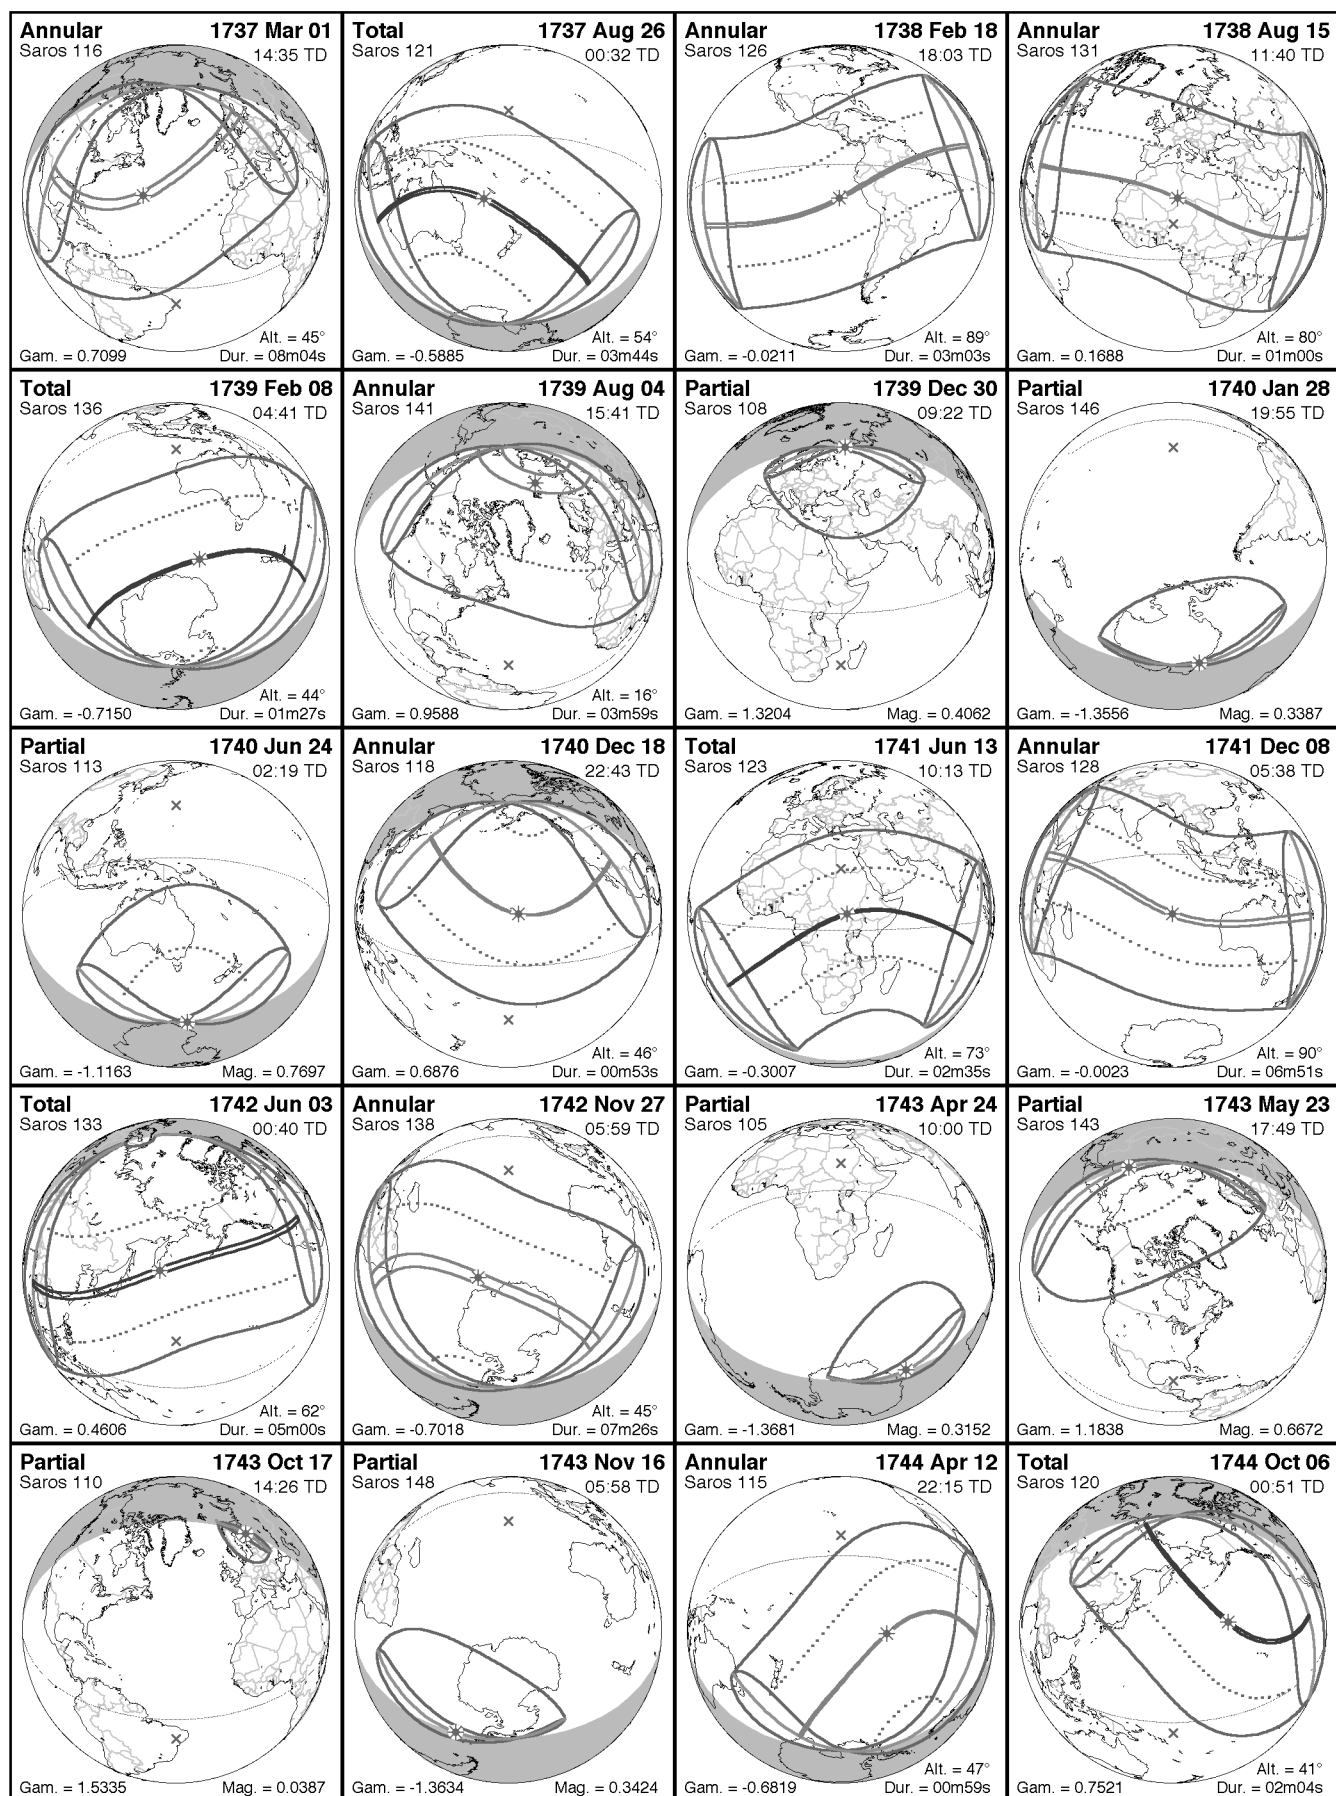 Annular 1737 Mar 01
Saros 116 14:35 TD
Alt. = 45°
Gam. = 0.7099 Dur. = 08m04s
Total 1737 Aug 26
Saros 121 00:32 TD
Alt. = 54°
Gam. = -0.5885 Dur. = 03m44s
Annular 1738 Feb 18
Saros 126 18:03 TD
Alt. = 89°
Gam. = -0.0211 Dur. = 03m03s
Annular 1738 Aug 15
Saros 131 11:40 TD
Alt. = 80°
Gam. = 0.1688 Dur. = 01m00s
Total 1739 Feb 08
Saros 136 04:41 TD
Alt. = 44°
Gam. = -0.7150 Dur. = 01m27s
Annular 1739 Aug 04
Saros 141 15:41 TD
Alt. = 16°
Gam. = 0.9588 Dur. = 03m59s
Partial 1739 Dec 30
Saros 108 09:22 TD
Gam. = 1.3204 Mag. = 0.4062
Partial 1740 Jan 28
Saros 146 19:55 TD
Gam. = -1.3556 Mag. = 0.3387
Partial 1740 Jun 24
Saros 113 02:19 TD
Gam. = -1.1163 Mag. = 0.7697
Annular 1740 Dec 18
Saros 118 22:43 TD
Alt. = 46°
Gam. = 0.6876 Dur. = 00m53s
Total 1741 Jun 13
Saros 123 10:13 TD
Alt. = 73°
Gam. = -0.3007 Dur. = 02m35s
Annular 1741 Dec 08
Saros 128 05:38 TD
Alt. = 90°
Gam. = -0.0023 Dur. = 06m51s
Total 1742 Jun 03
Saros 133 00:40 TD
Alt. = 62°
Gam. = 0.4606 Dur. = 05m00s
Annular 1742 Nov 27
Saros 138 05:59 TD
Alt. = 45°
Gam. = -0.7018 Dur. = 07m26s
Partial 1743 Apr 24
Saros 105 10:00 TD
Gam. = -1.3681 Mag. = 0.3152
Partial 1743 May 23
Saros 143 17:49 TD
Gam. = 1.1838 Mag. = 0.6672
Partial 1743 Oct 17
Saros 110 14:26 TD
Gam. = 1.5335 Mag. = 0.0387
Partial 1743 Nov 16
Saros 148 05:58 TD
Gam. = -1.3634 Mag. = 0.3424
Annular 1744 Apr 12
Saros 115 22:15 TD
Alt. = 47°
Gam. = -0.6819 Dur. = 00m59s
Total 1744 Oct 06
Saros 120 00:51 TD
Alt. = 41°
Gam. = 0.7521 Dur. = 02m04s